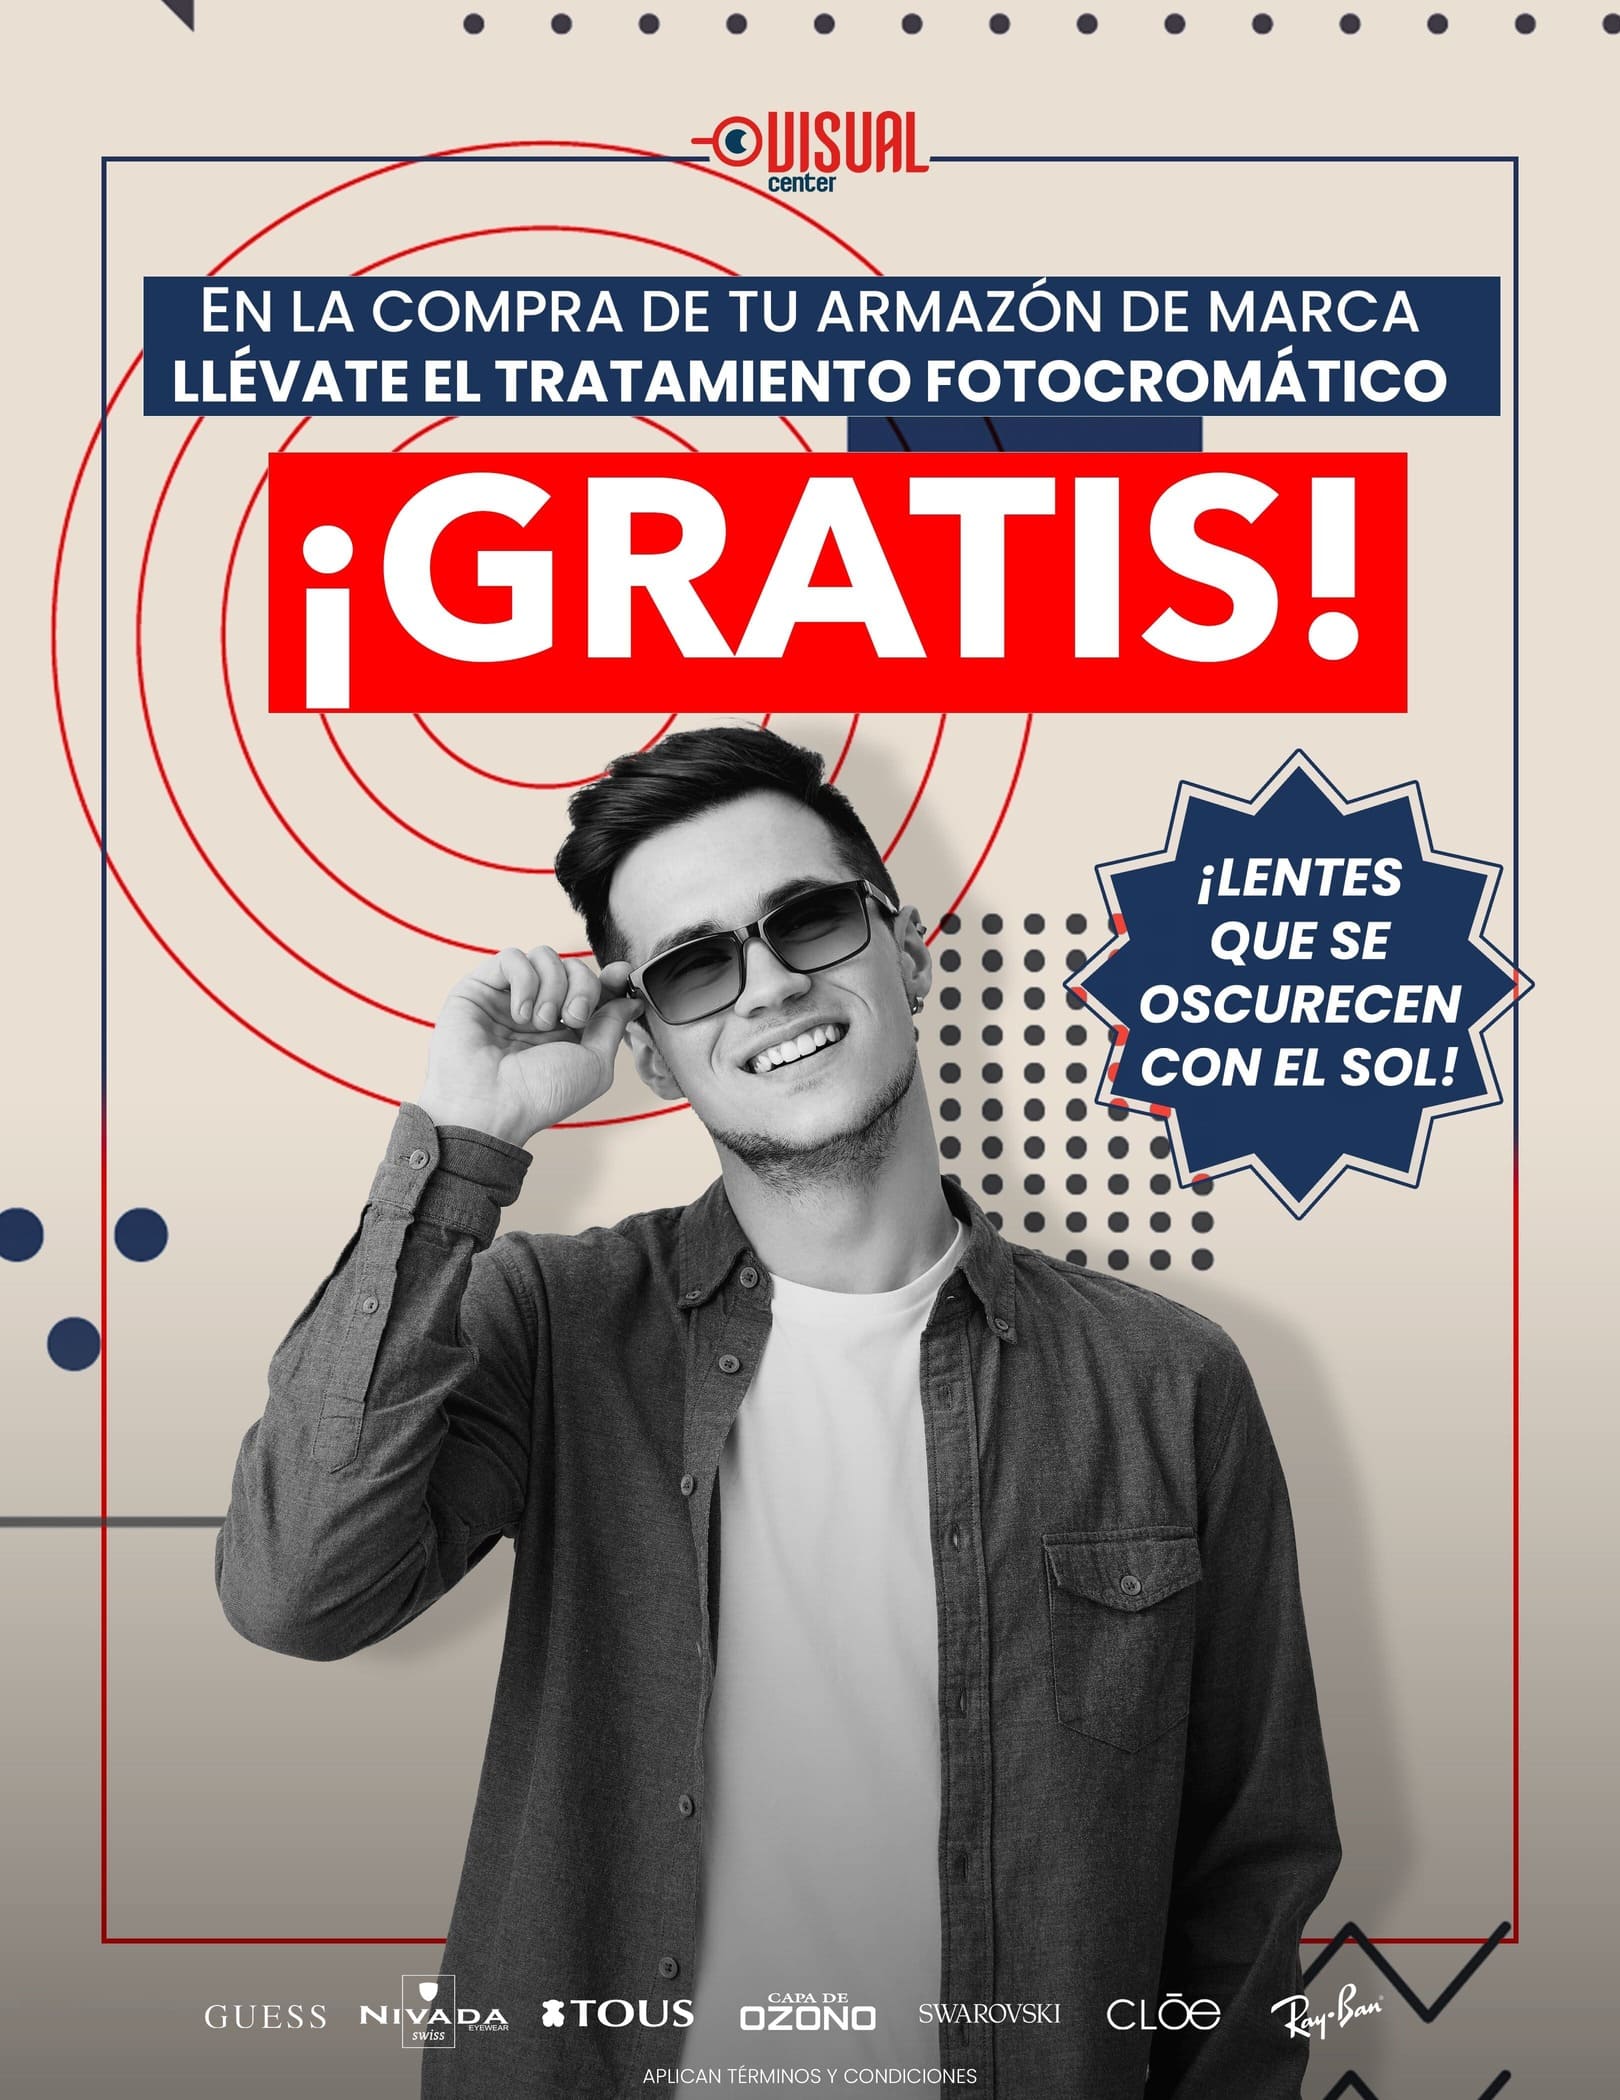 VISUAL
center
EN LA COMPRA DE TU ARMAZÓN DE MARCA
LLÉVATE EL TRATAMIENTO FOTOCROMÁTICO
¡GRATIS!
¡LENTES
QUE SE
OSCURECEN
CON EL SOL!
GUESS
NIVADA
EYEWEAR
swiss
TOUS
CAPA DE
OZONO
SWAROVSKI
CLŌE
Ray-Ban
APLICAN TÉRMINOS Y CONDICIONES